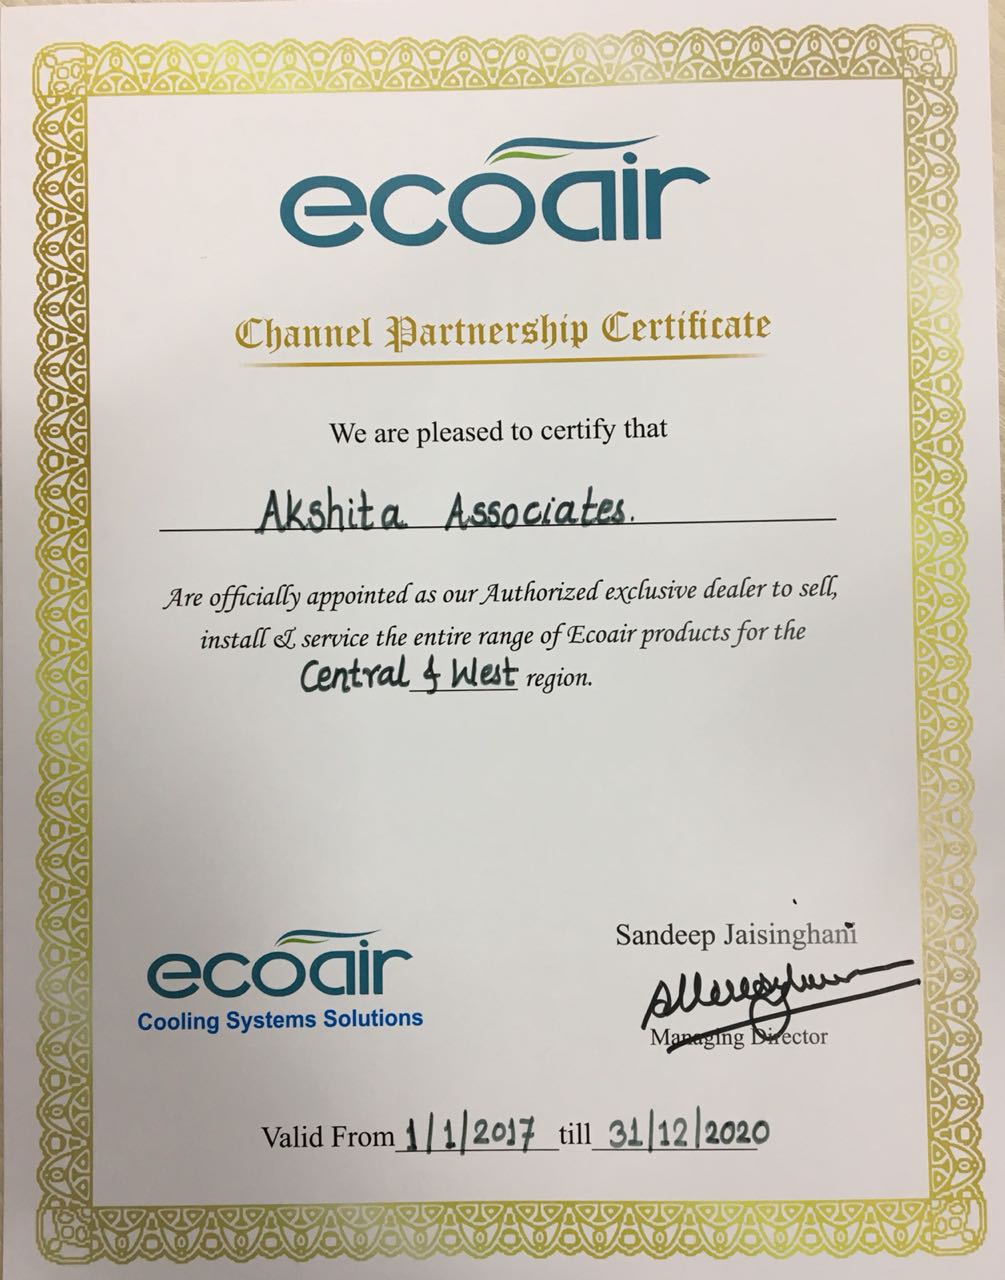 ecoair
Channel Partnership Certificate
We are pleased to certify that
Akshita Associates.
Are officially appointed as our Authorized exclusive dealer to sell,
install & service the entire range of Ecoair products for the
Central & West region.
ecoair
Cooling Systems Solutions
Sandeep Jaisinghani
Managing Director
Valid From 1/1/2017 till 31/12/2020